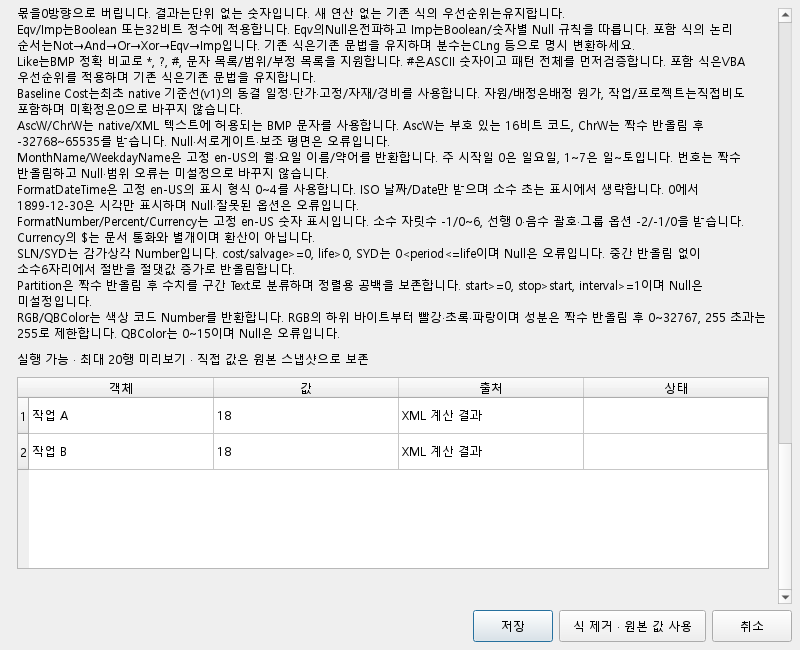 몫을0방향으로 버립니다. 결과는단위 없는 숫자입니다. 새 연산 없는 기존 식의 우선순위는유지합니다.
Eqv/Imp는Boolean 또는32비트 정수에 적용합니다. Eqv의Null은전파하고 Imp는Boolean/숫자별 Null 규칙을 따릅니다. 포함 식의 논리
순서는Not→And→Or→Xor→Eqv→Imp입니다. 기존 식은기존 문법을 유지하며 분수는CLng 등으로 명시 변환하세요.
Like는BMP 정확 비교로 *, ?, #, 문자 목록/범위/부정 목록을 지원합니다. #은ASCII 숫자이고 패턴 전체를 먼저검증합니다. 포함 식은VBA
우선순위를 적용하며 기존 식은기존 문법을 유지합니다.
Baseline Cost는최초 native 기준선(v1)의 동결 일정·단가·고정/자재/경비를 사용합니다. 자원/배정은배정 원가, 작업/프로젝트는직접비도
포함하며 미확정은0으로 바꾸지 않습니다.
AscW/ChrW는 native/XML 텍스트에 허용되는 BMP 문자를 사용합니다. AscW는 부호 있는 16비트 코드, ChrW는 짝수 반올림 후
-32768~65535를 받습니다. Null·서로게이트·보조 평면은 오류입니다.
MonthName/WeekdayName은 고정 en-US의 월·요일 이름/약어를 반환합니다. 주 시작일 0은 일요일, 1~7은 일~토입니다. 번호는 짝수
반올림하고 Null·범위 오류는 미설정으로 바꾸지 않습니다.
FormatDateTime은 고정 en-US의 표시 형식 0~4를 사용합니다. ISO 날짜/Date만 받으며 소수 초는 표시에서 생략합니다. 0에서
1899-12-30은 시각만 표시하며 Null·잘못된 옵션은 오류입니다.
FormatNumber/Percent/Currency는 고정 en-US 숫자 표시입니다. 소수 자릿수 -1/0~6, 선행 0·음수 괄호·그룹 옵션 -2/-1/0을 받습니다.
Currency의 $는 문서 통화와 별개이며 환산이 아닙니다.
SLN/SYD는 감가상각 Number입니다. cost/salvage>=0, life>0, SYD는 0<period<=life이며 Null은 오류입니다. 중간 반올림 없이
소수6자리에서 절반을 절댓값 증가로 반올림합니다.
Partition은 짝수 반올림 후 수치를 구간 Text로 분류하며 정렬용 공백을 보존합니다. start>=0, stop>start, interval>=1이며 Null은
미설정입니다.
RGB/QBColor는 색상 코드 Number를 반환합니다. RGB의 하위 바이트부터 빨강·초록·파랑이며 성분은 짝수 반올림 후 0~32767, 255 초과는
255로 제한합니다. QBColor는 0~15이며 Null은 오류입니다.
실행 가능 · 최대 20행 미리보기 · 직접 값은 원본 스냅샷으로 보존
객체 값 출처 상태
1 작업 A 18 XML 계산 결과
2 작업 B 18 XML 계산 결과
저장 식 제거 · 원본 값 사용 취소